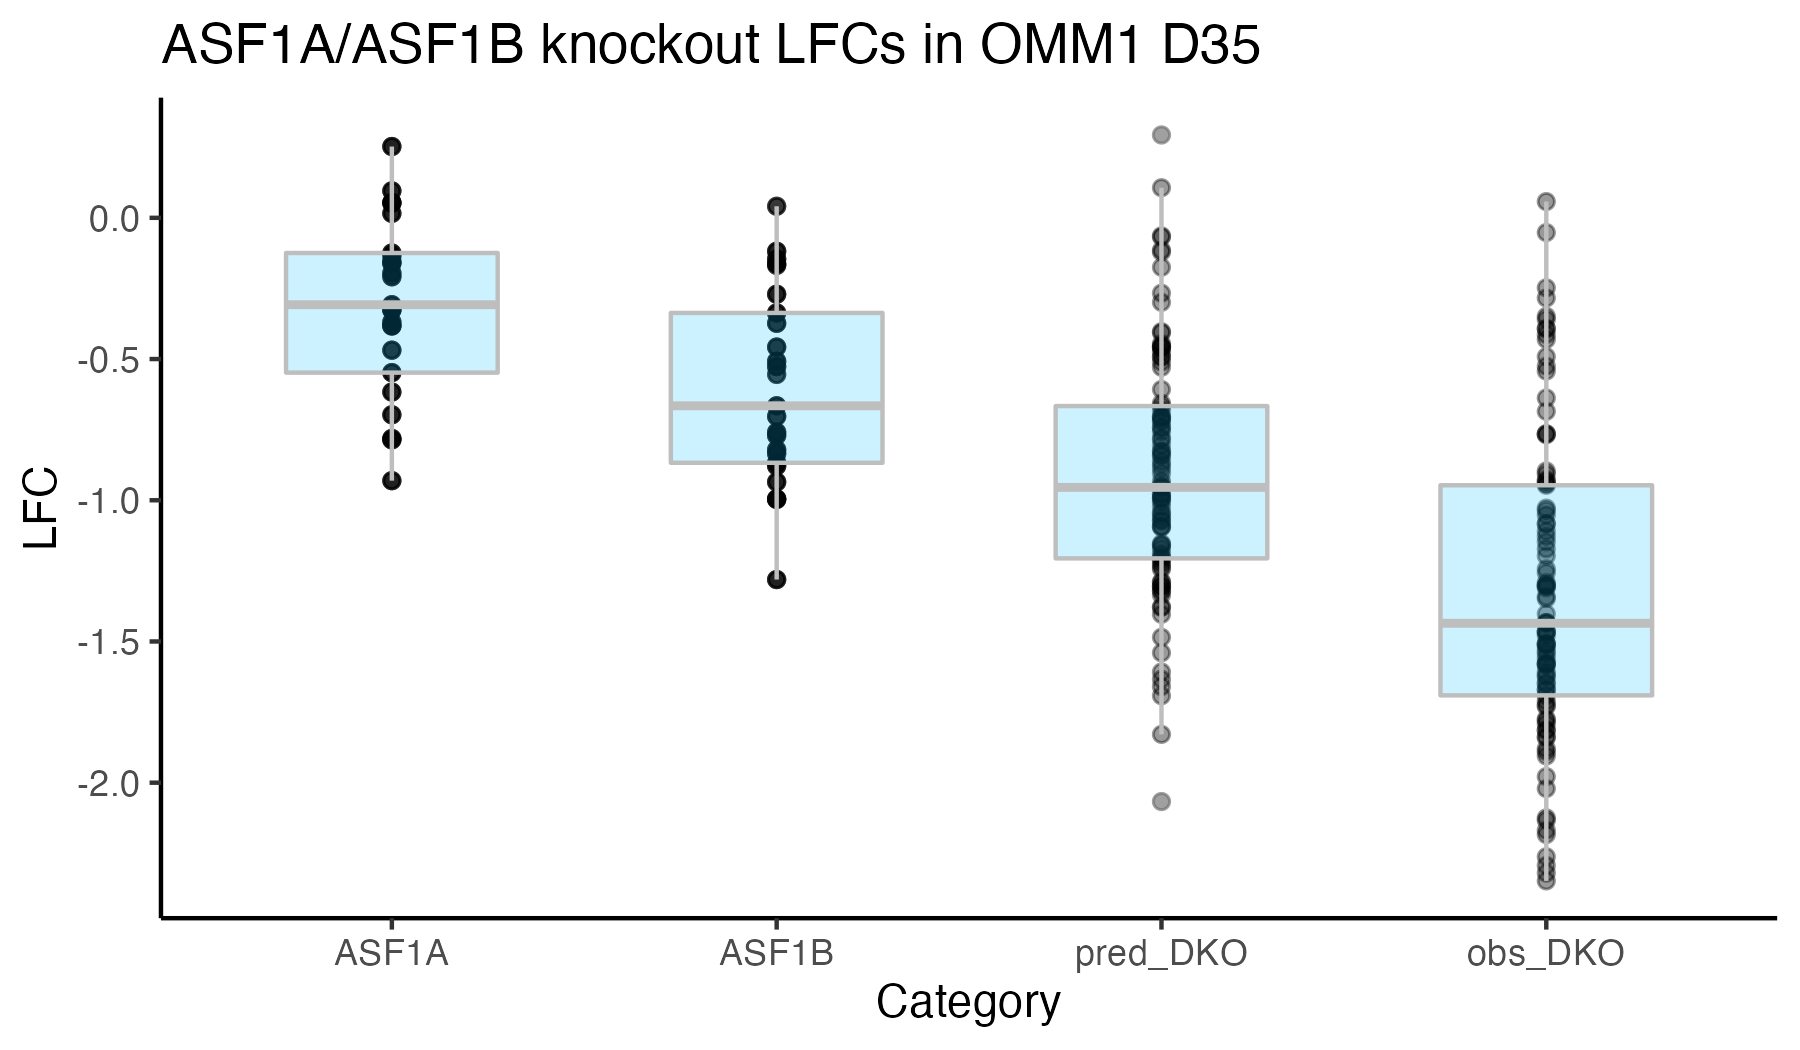 ASF1A/ASF1B knockout LFCs in OMM1 D35
LFC
0.0
-0.5
-1.0
-1.5
-2.0
ASF1A ASF1B pred_DKO obs_DKO
Category